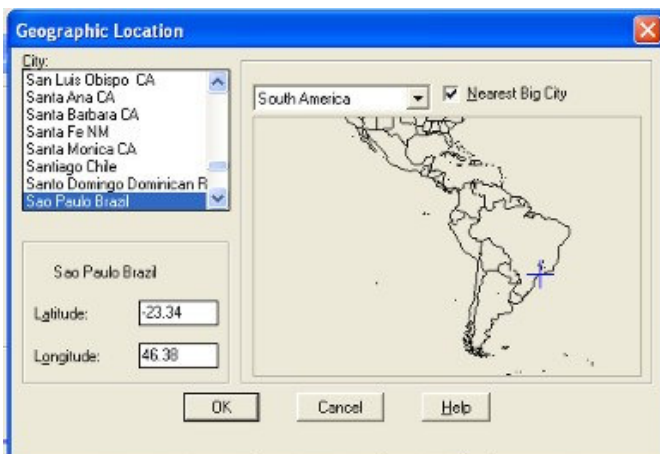 Geographic Location
City:
San Luis Obispo CA
Santa Ana CA
Santa Barbara CA
Santa Fe NM
Santa Monica CA
Santiago Chile
Santo Domingo Dominican R
Sao Paulo Brazil
South America
Nearest Big City
Sao Paulo Brazil
Latitude:
-23.34
Longitude:
46.38
OK
Cancel
Help